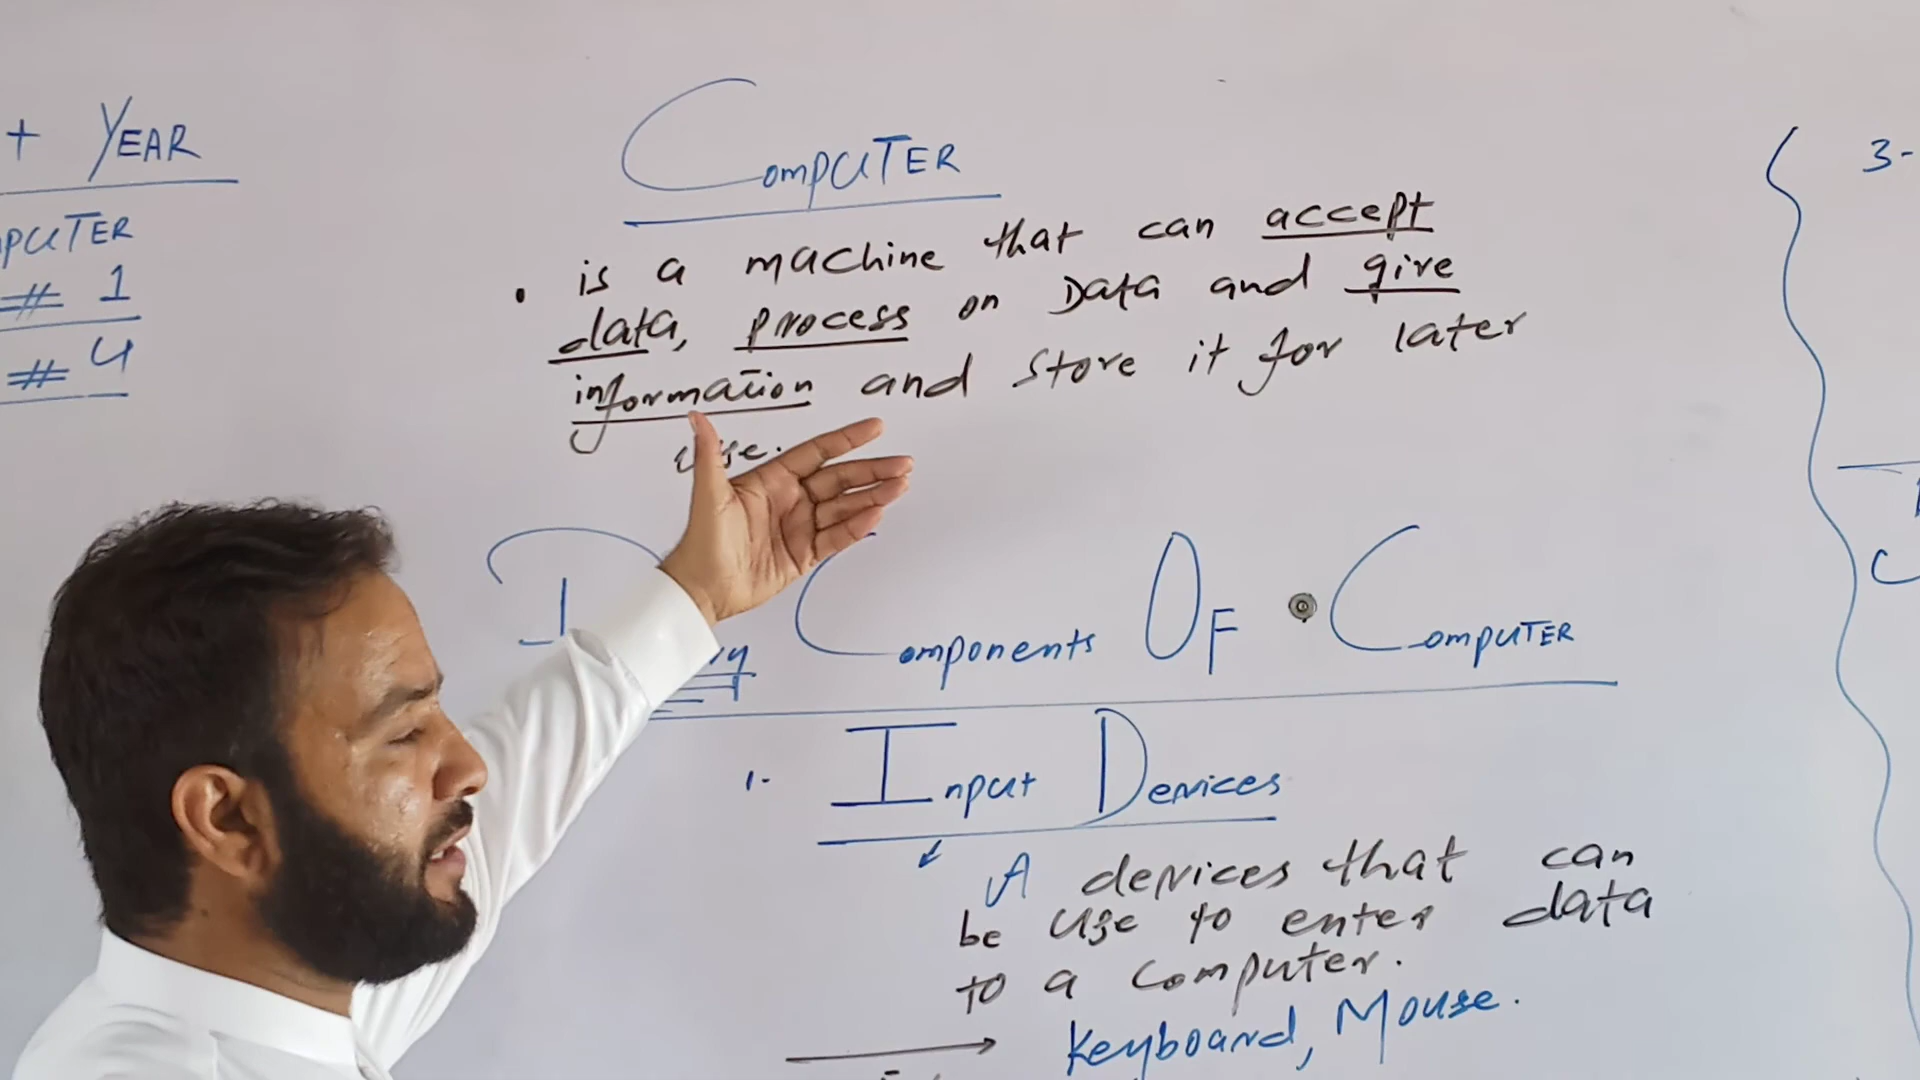 + YEAR
PUTER
# 1
# 4
COMPUTER
• is a machine that can accept
data, process on Data and give
information and store it for later
use.
Components OF Computer
1- Input Devices
A devices that can
be use to enter data
to a computer.
Keyboard, Mouse.
3-